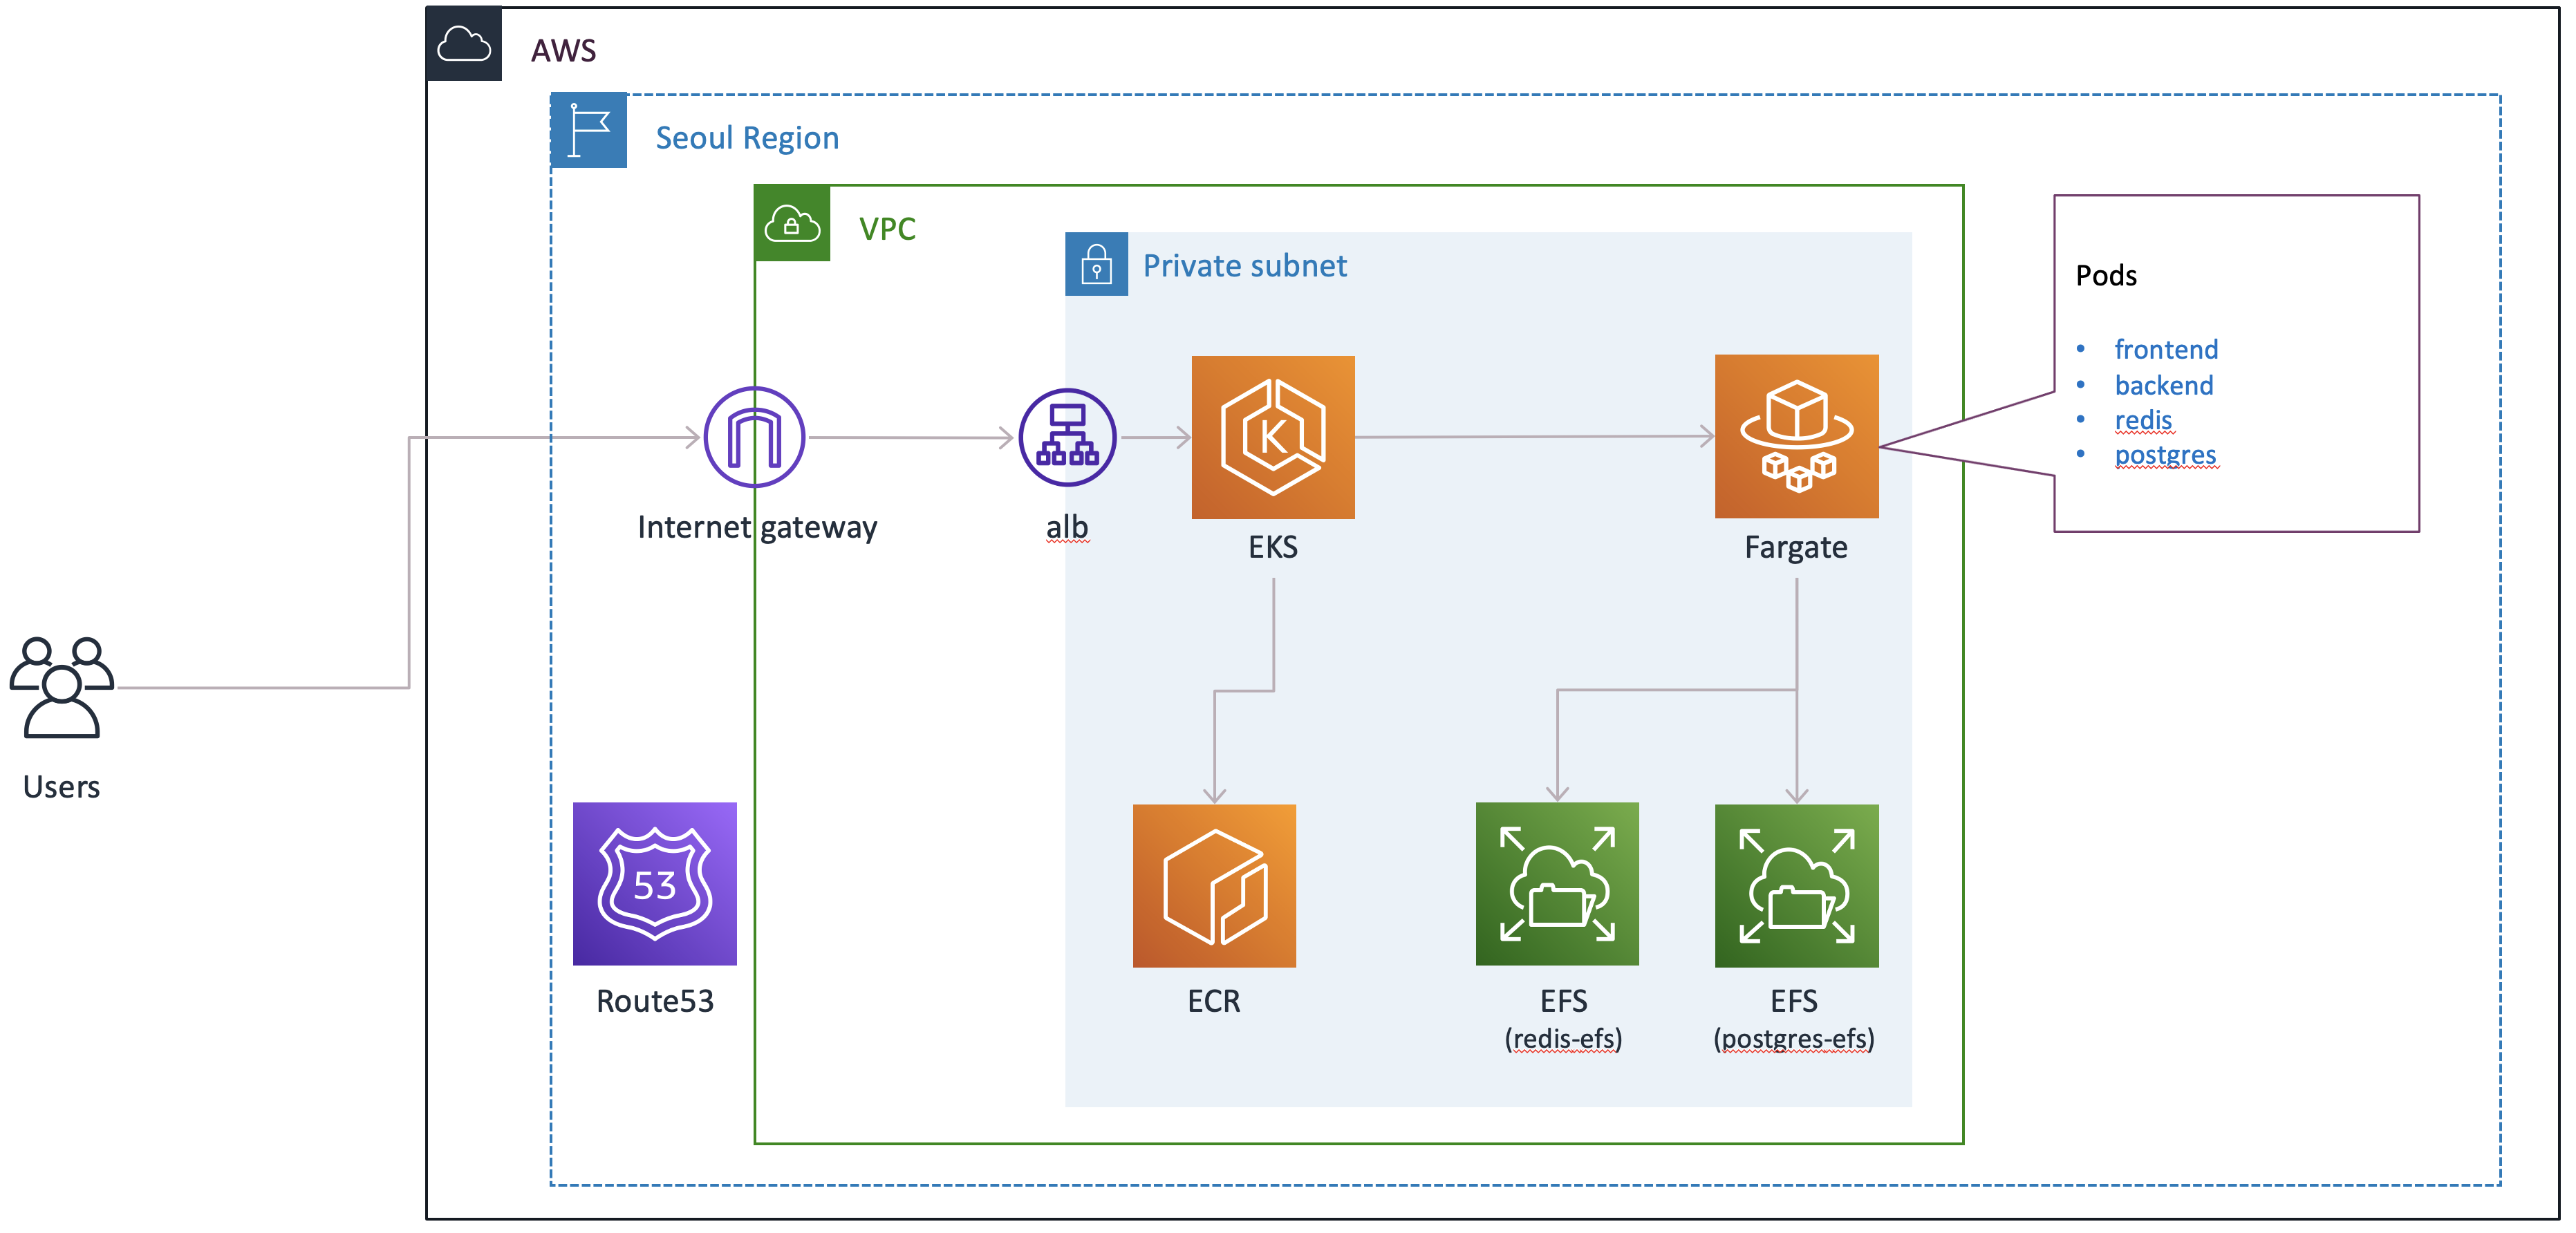 AWS
Seoul Region
VPC
Private subnet
Pods
• frontend
• backend
• redis
• postgres
K
Internet gateway
alb
EKS
Fargate
Users
53
Route53
ECR
EFS
(redis-efs)
EFS
(postgres-efs)